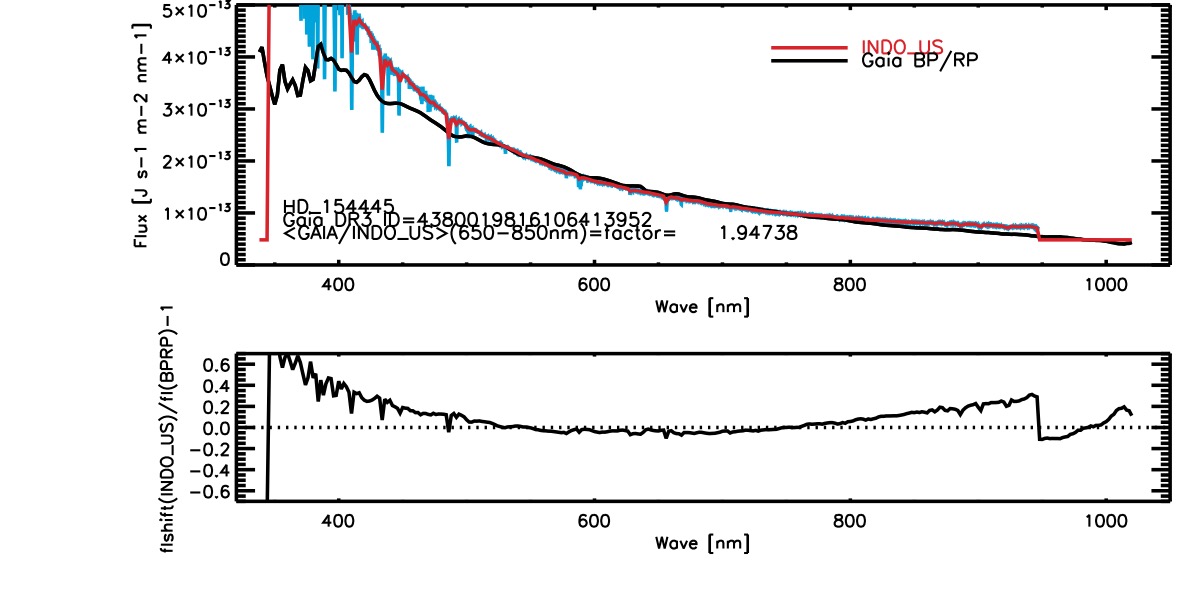 5×10−13
4×10−13
3×10−13
2×10−13
1×10−13
0
Flux [J s−1 m−2 nm−1]
INDO_US
Gaia BP/RP
HD_154445
Gaia DR3 ID=4380019816106413952
<GAIA/INDO_US>(650−850nm)=factor= 1.94738
400 600 800 1000
Wave [nm]
flshift(INDO_US)/fl(BPRP)−1
0.6
0.4
0.2
0.0
−0.2
−0.4
−0.6
400 600 800 1000
Wave [nm]